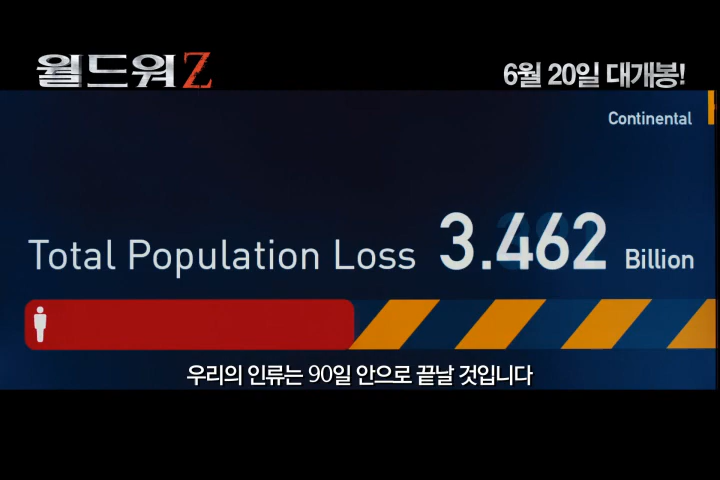 월드워Z
6월 20일 대개봉!
Continental
Total Population Loss 3.462 Billion
우리의 인류는 90일 안으로 끝날 것입니다